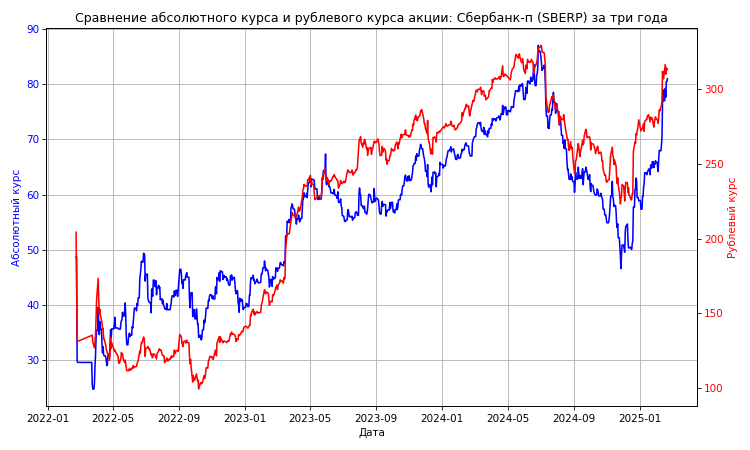 Сравнение абсолютного курса и рублевого курса акции: Сбербанк-п (SBERP) за три года
90
80
70
60
50
40
30
Абсолютный курс
300
250
200
150
100
Рублевый курс
2022-01 2022-05 2022-09 2023-01 2023-05 2023-09 2024-01 2024-05 2024-09 2025-01
Дата